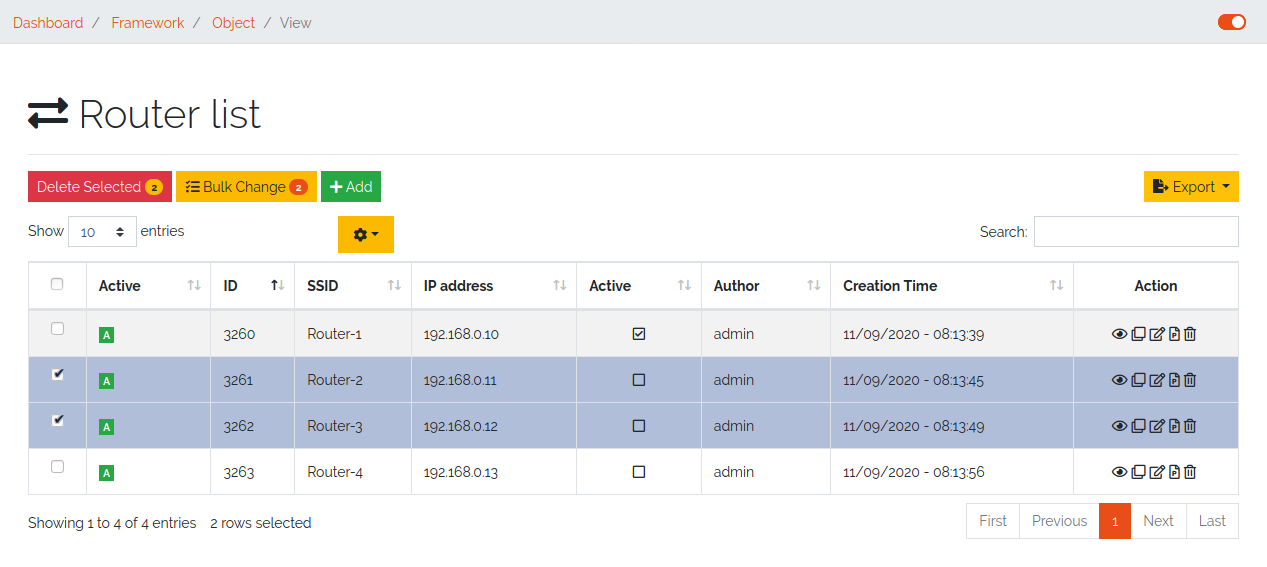 Dashboard / Framework / Object / View
Router list
Delete Selected 2 Bulk Change 2 Add Export
Show 10 entries Search:
Active ID SSID IP address Active Author Creation Time Action
A 3260 Router-1 192.168.0.10 admin 11/09/2020 - 08:13:39
A 3261 Router-2 192.168.0.11 admin 11/09/2020 - 08:13:45
A 3262 Router-3 192.168.0.12 admin 11/09/2020 - 08:13:49
A 3263 Router-4 192.168.0.13 admin 11/09/2020 - 08:13:56
Showing 1 to 4 of 4 entries 2 rows selected First Previous 1 Next Last